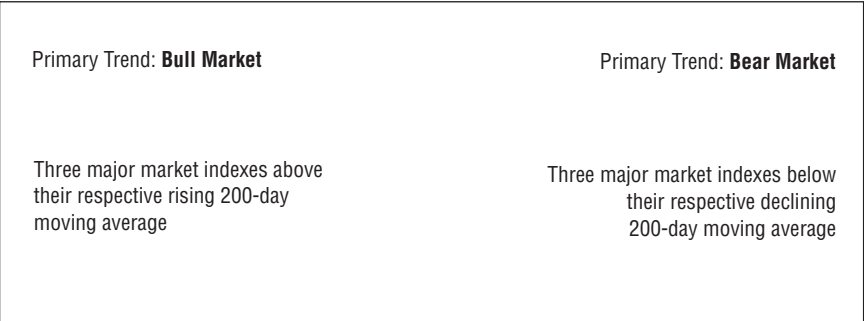 Primary Trend: Bull Market
Primary Trend: Bear Market
Three major market indexes above
their respective rising 200-day
moving average
Three major market indexes below
their respective declining
200-day moving average